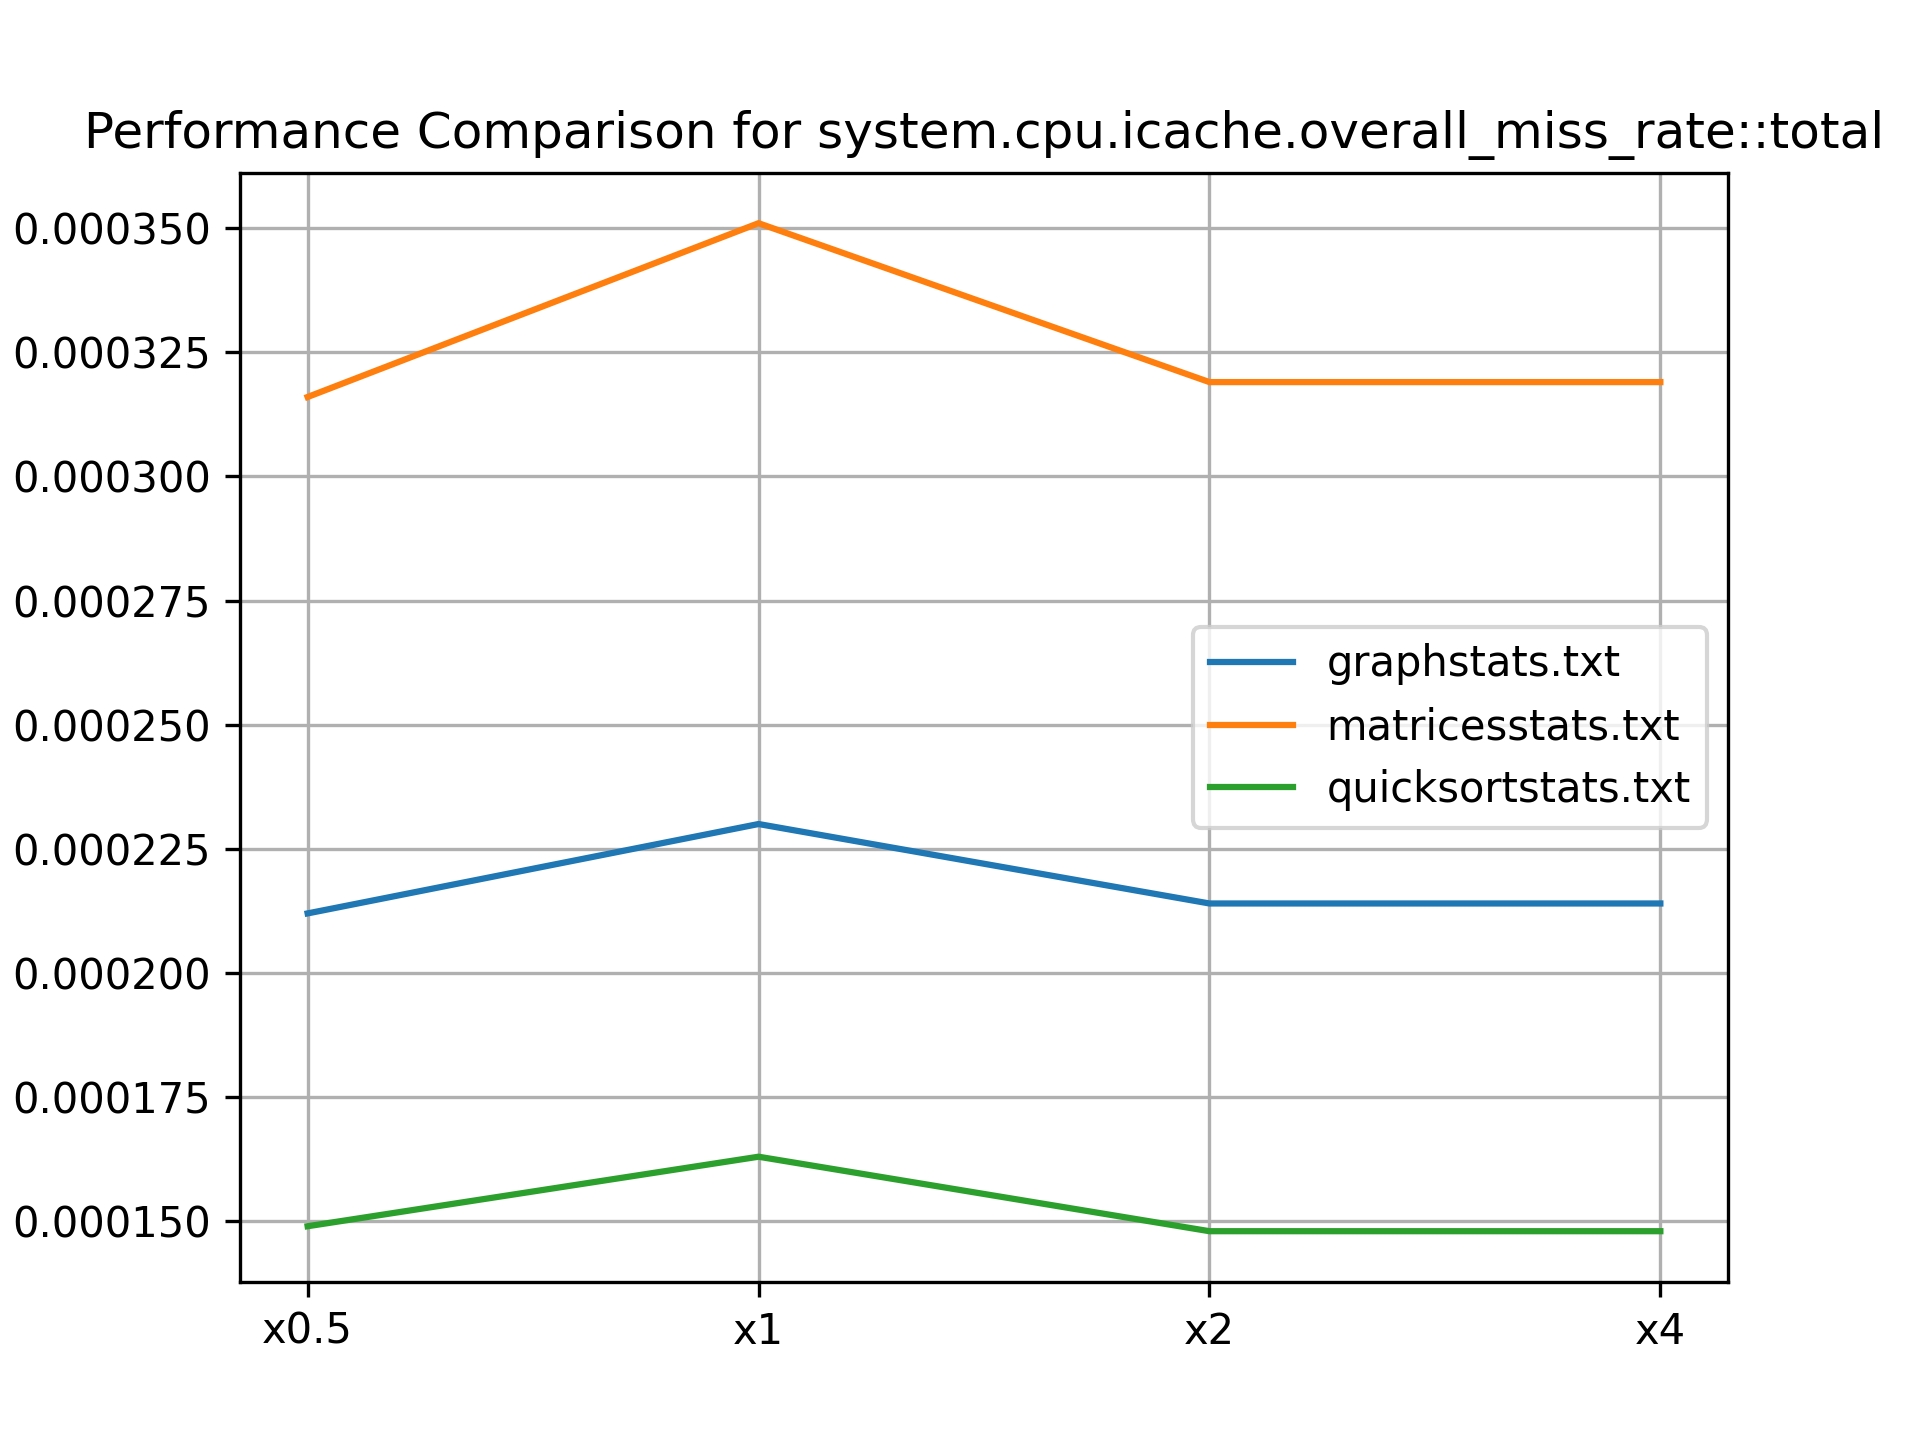 Performance Comparison for system.cpu.icache.overall_miss_rate::total
0.000350
0.000325
0.000300
0.000275
0.000250
0.000225
0.000200
0.000175
0.000150
graphstats.txt
matricesstats.txt
quicksortstats.txt
x0.5
x1
x2
x4